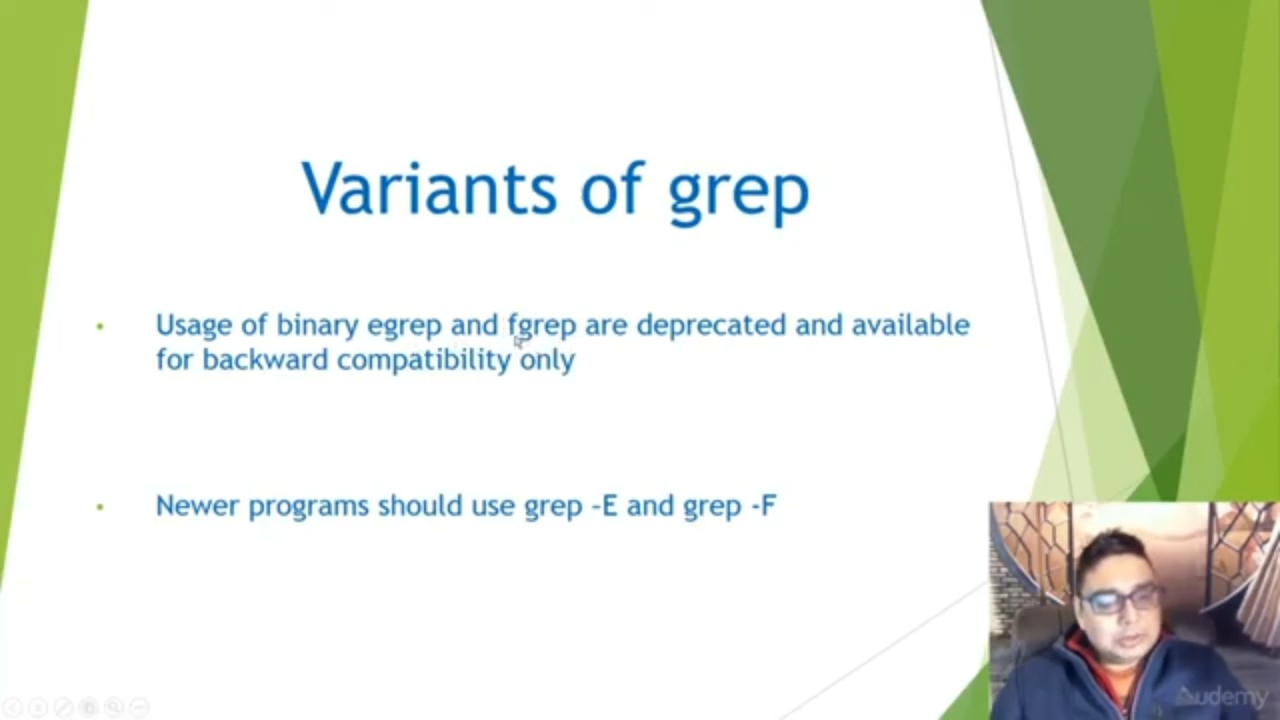 Variants of grep
• Usage of binary egrep and fgrep are deprecated and available
for backward compatibility only
• Newer programs should use grep –E and grep -F
udemy